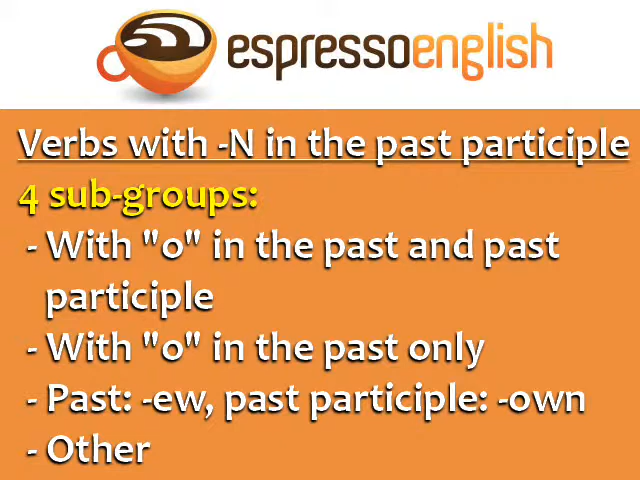 espressoenglish
Verbs with -N in the past participle
4 sub-groups:
- With "o" in the past and past
participle
- With "o" in the past only
- Past: -ew, past participle: -own
- Other